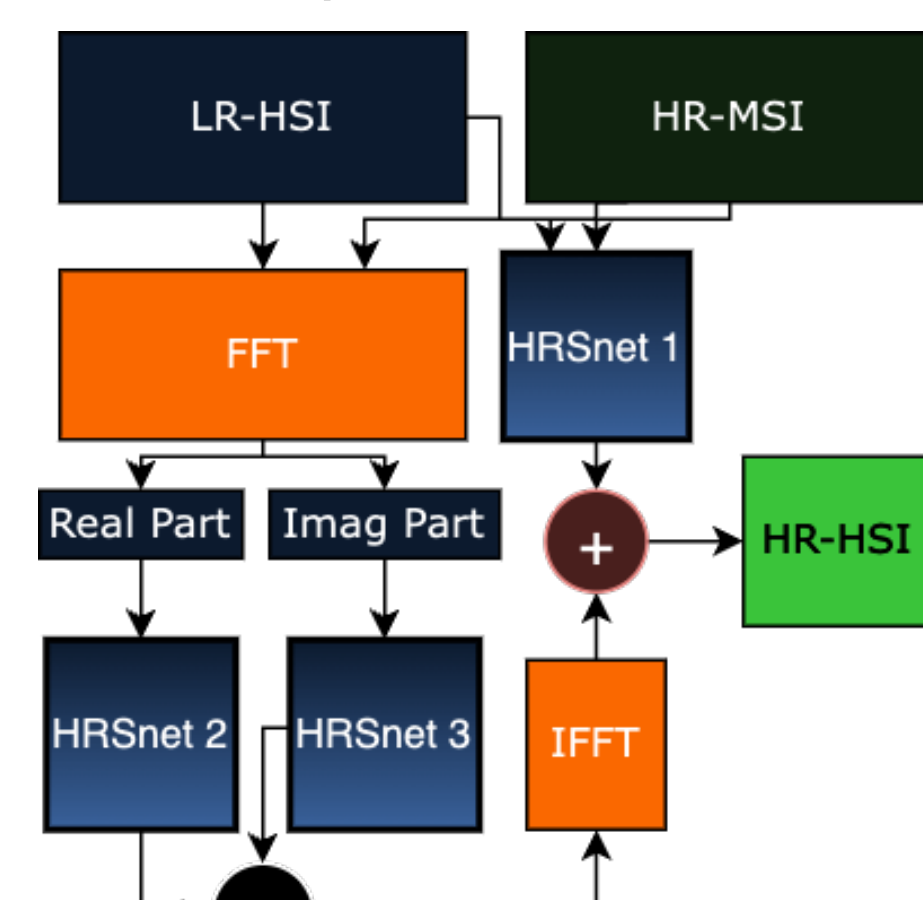 LR-HSI
HR-MSI
FFT
HRSnet 1
Real Part
Imag Part
+
HR-HSI
HRSnet 2
HRSnet 3
IFFT